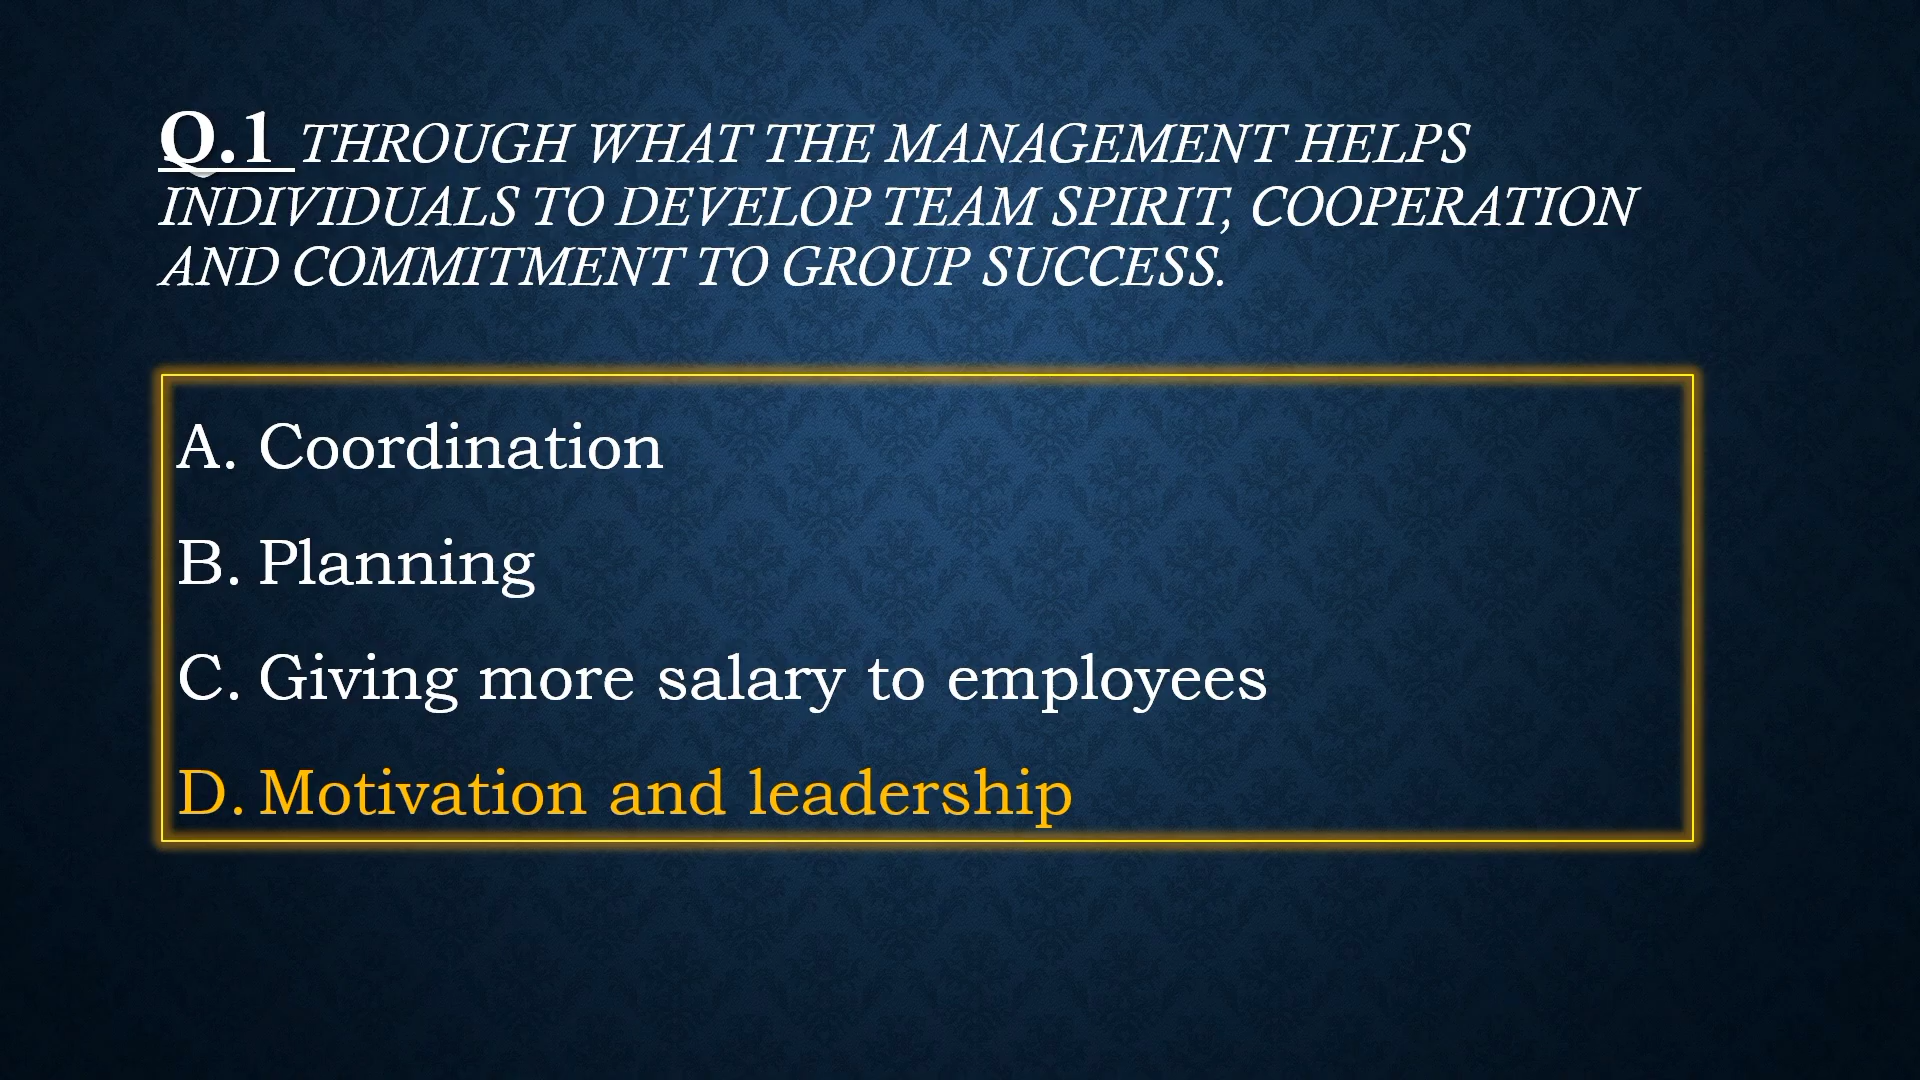 Q.1 THROUGH WHAT THE MANAGEMENT HELPS
INDIVIDUALS TO DEVELOP TEAM SPIRIT, COOPERATION
AND COMMITMENT TO GROUP SUCCESS.
A. Coordination
B. Planning
C. Giving more salary to employees
D. Motivation and leadership